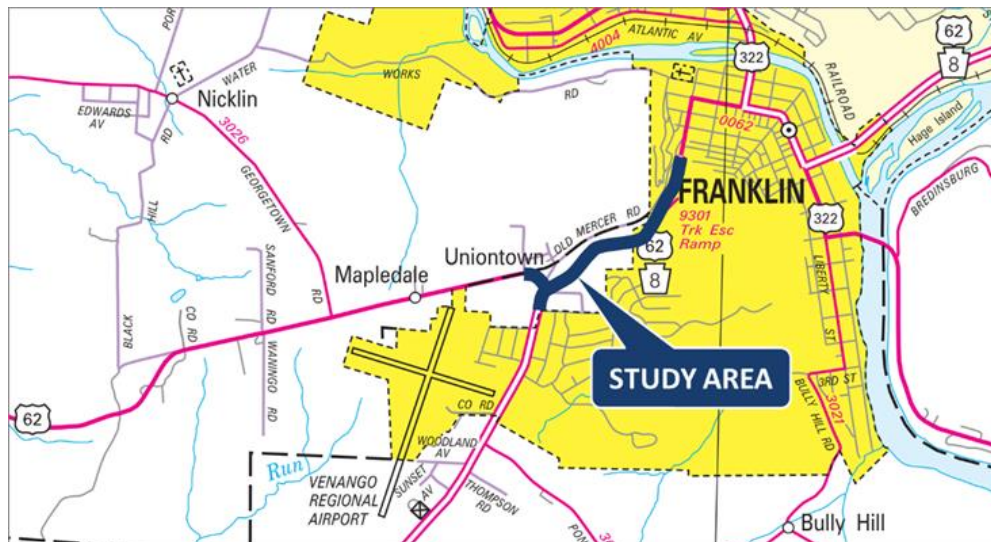 POR
WATER
RD
EDWARDS
AV
Nicklin
3026
GEORGETOWN
RD
WORKS
RD
4004
ATLANTIC AV
322
62
8
RAILROAD
Hage Island
0062
BREDINSBURG
FRANKLIN
9301
Trk Esc
Ramp
62
8
322
LIBERTY
ST
OLD MERCER RD
Uniontown
Mapledale
HILL
BLACK
CO RD
SANFORD RD
WANINGO RD
62
STUDY AREA
3RD ST
3021
BULLY HILL RD
CO RD
WOODLAND
AV
SUNSET
AV
THOMPSON
RD
Run
VENANGO
REGIONAL
AIRPORT
PON
Bully Hill